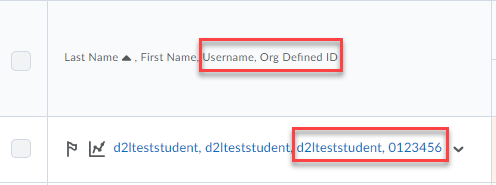 Last Name , First Name, Username, Org Defined ID
d2lteststudent, d2lteststudent, d2lteststudent, 0123456